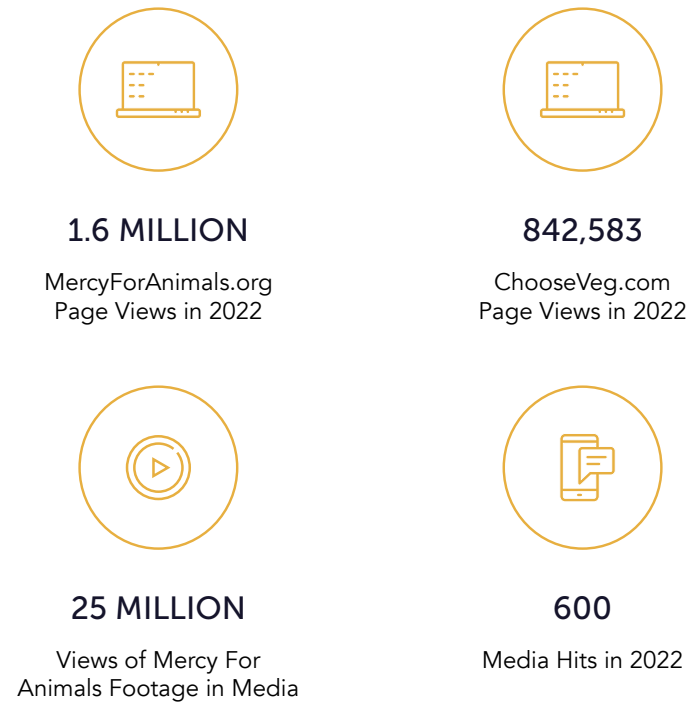 1.6 MILLION
MercyForAnimals.org
Page Views in 2022
842,583
ChooseVeg.com
Page Views in 2022
25 MILLION
Views of Mercy For
Animals Footage in Media
600
Media Hits in 2022